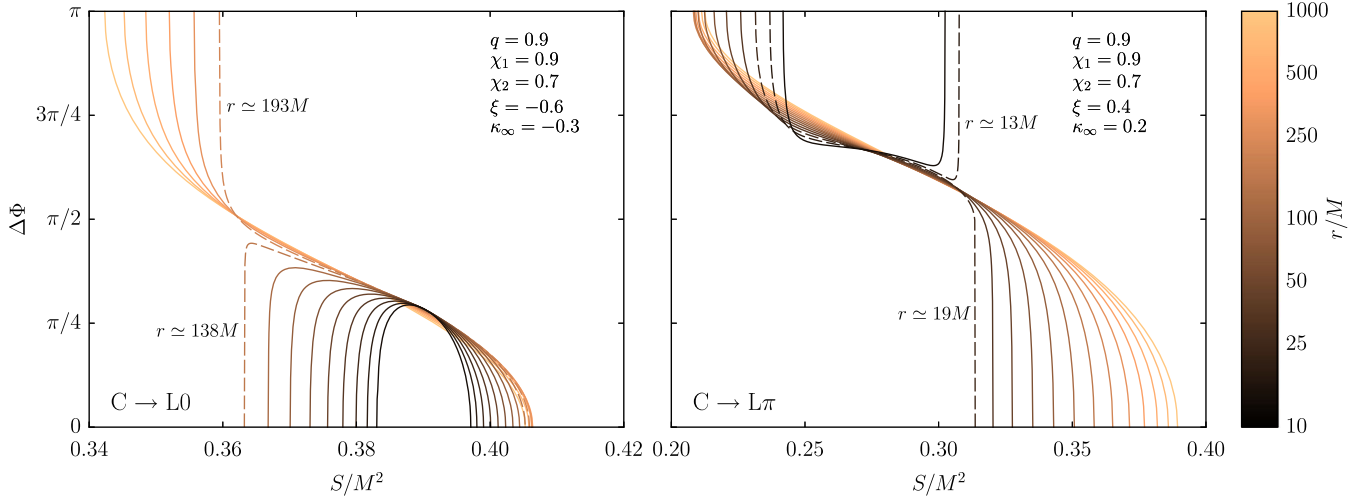 π
3π/4
π/2
π/4
0
ΔΦ
q = 0.9
χ₁ = 0.9
χ₂ = 0.7
ξ = −0.6
κ∞ = −0.3
r ≃ 193M
r ≃ 138M
C → L0
0.34
0.36
0.38
0.40
0.42
S/M²
q = 0.9
χ₁ = 0.9
χ₂ = 0.7
ξ = 0.4
κ∞ = 0.2
r ≃ 13M
r ≃ 19M
C → Lπ
0.20
0.25
0.30
0.35
0.40
S/M²
1000
500
250
100
50
25
10
r/M